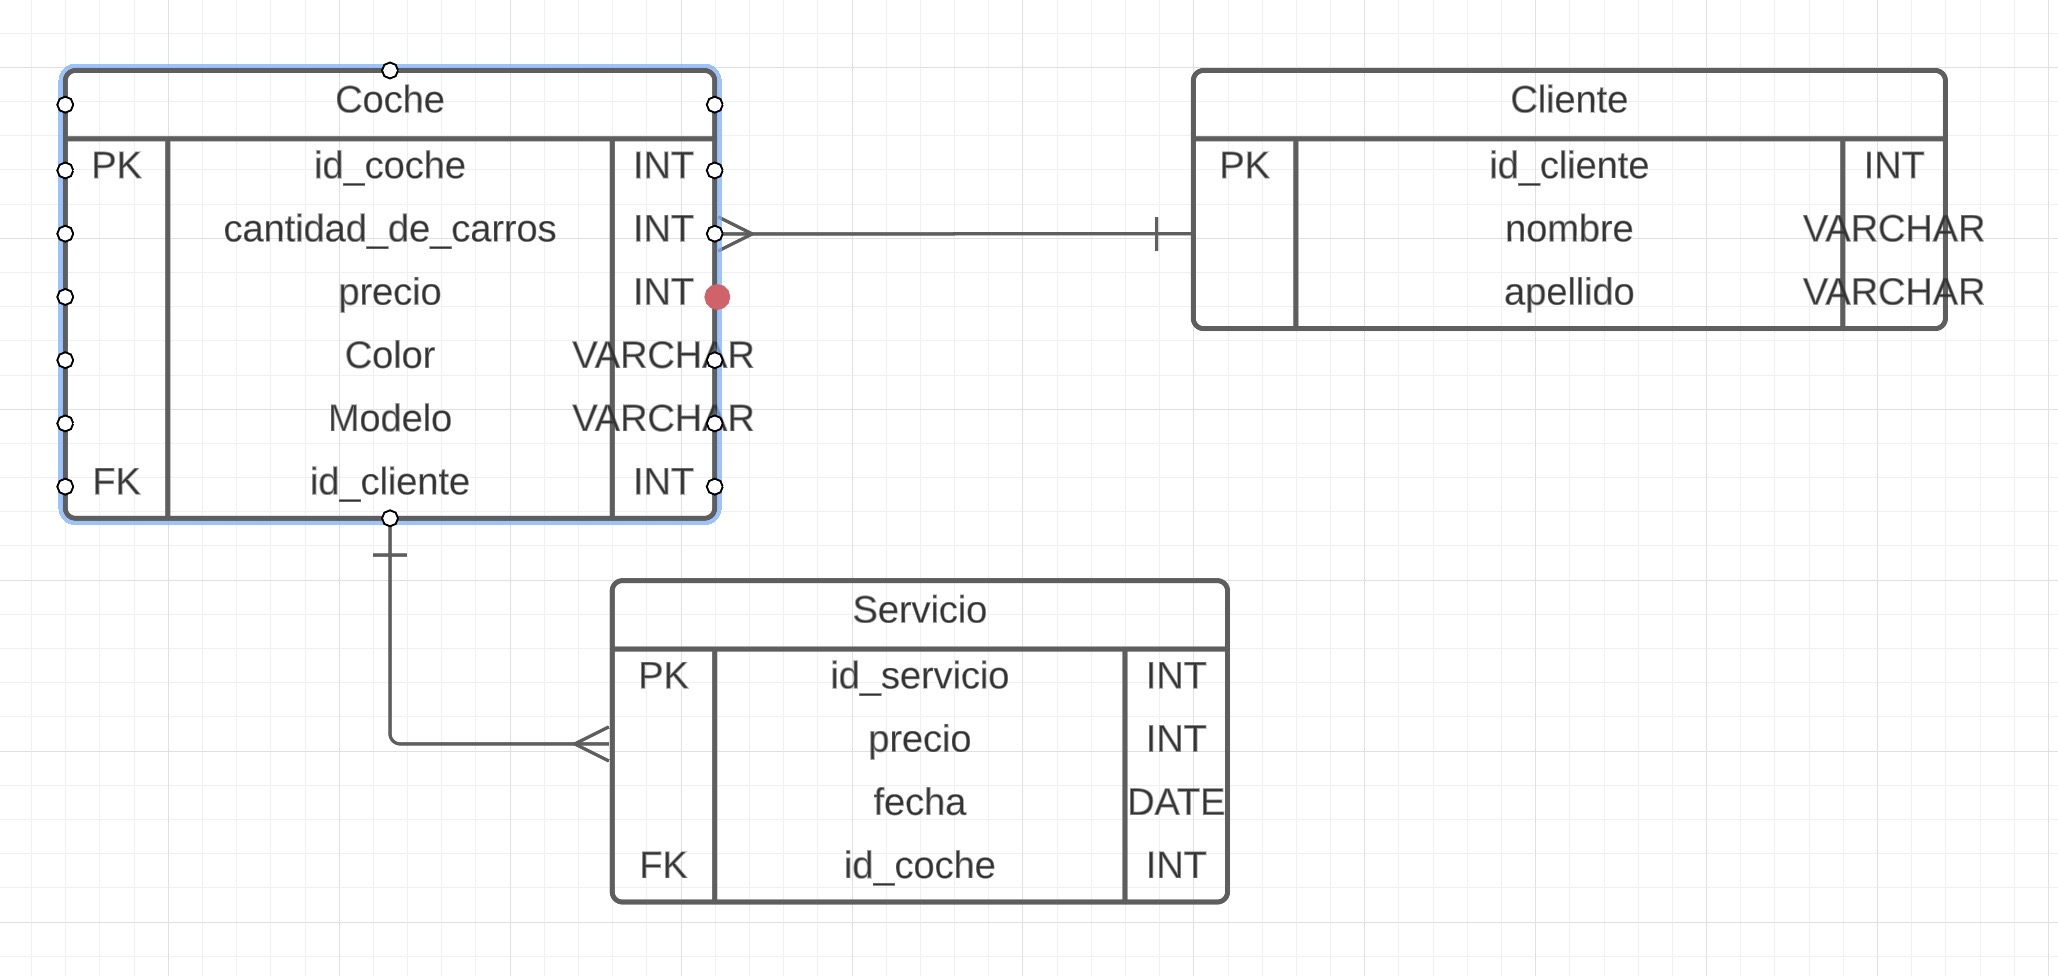 Coche
PK id_coche INT
cantidad_de_carros INT
precio INT
Color VARCHAR
Modelo VARCHAR
FK id_cliente INT
Cliente
PK id_cliente INT
nombre VARCHAR
apellido VARCHAR
Servicio
PK id_servicio INT
precio INT
fecha DATE
FK id_coche INT